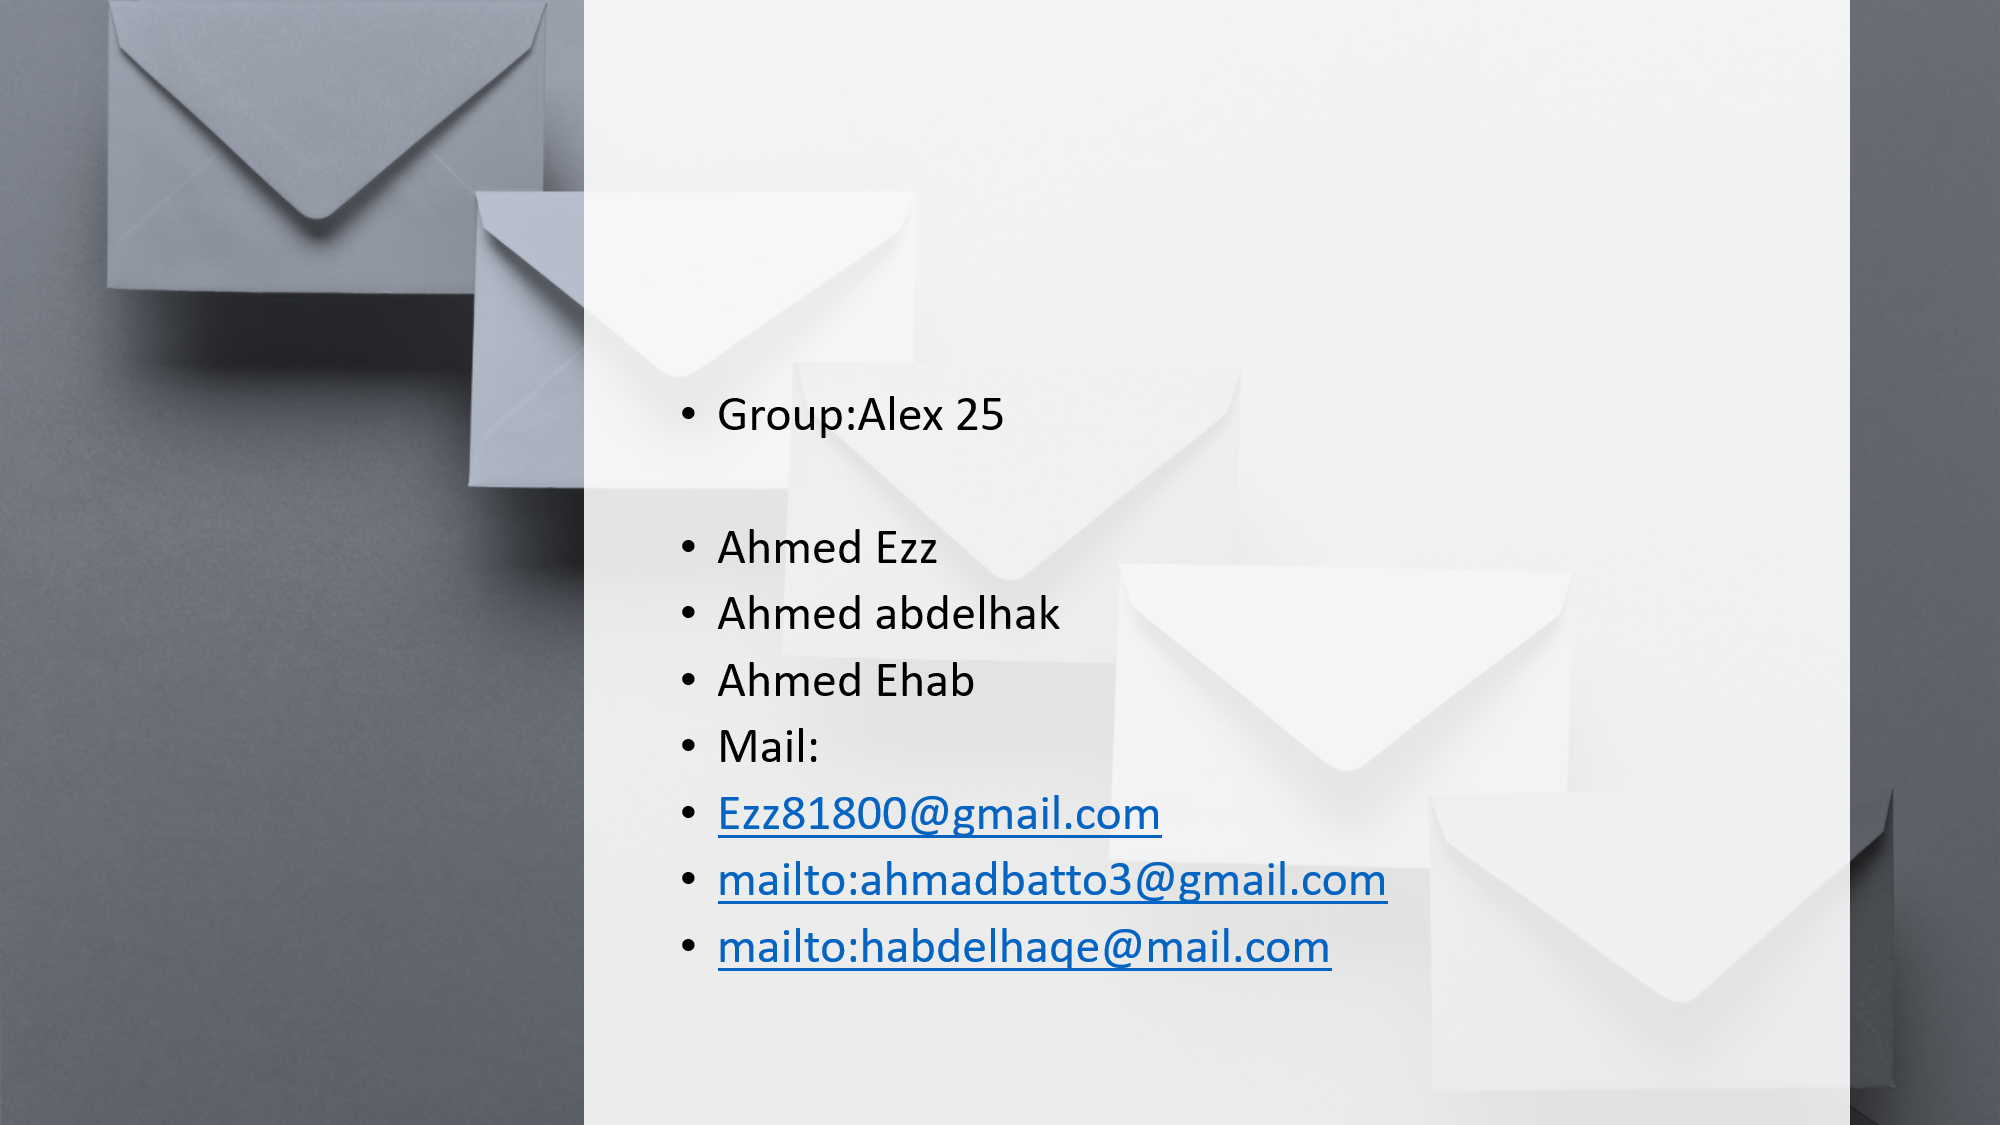 • Group:Alex 25
• Ahmed Ezz
• Ahmed abdelhak
• Ahmed Ehab
• Mail:
• Ezz81800@gmail.com
• mailto:ahmadbatto3@gmail.com
• mailto:habdelhaqe@mail.com